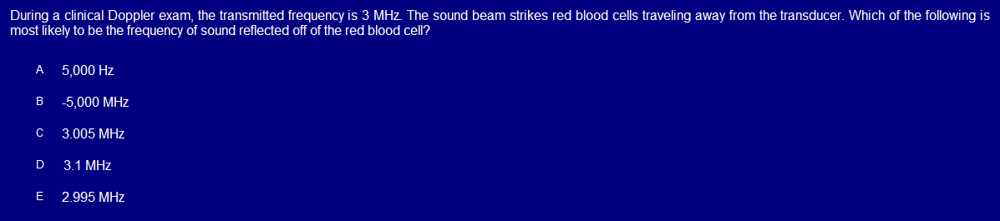 During a clinical Doppler exam, the transmitted frequency is 3 MHz. The sound beam strikes red blood cells traveling away from the transducer. Which of the following is
most likely to be the frequency of sound reflected off of the red blood cell?
A 5,000 Hz
B -5,000 MHz
C 3.005 MHz
D 3.1 MHz
E 2.995 MHz